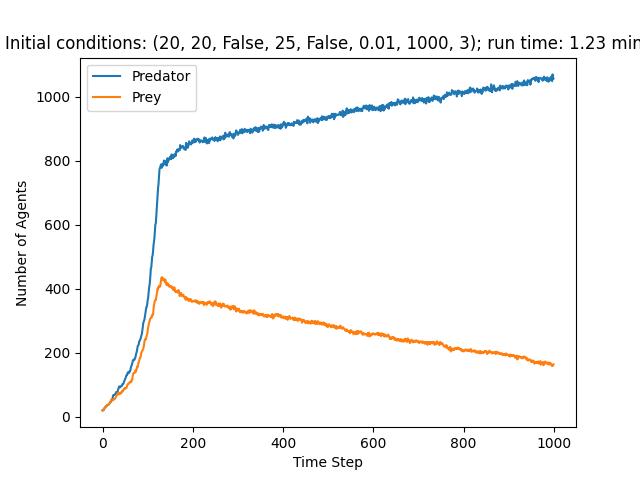 Initial conditions: (20, 20, False, 25, False, 0.01, 1000, 3); run time: 1.23 min
Predator
Prey
Number of Agents
1000
800
600
400
200
0
0 200 400 600 800 1000
Time Step